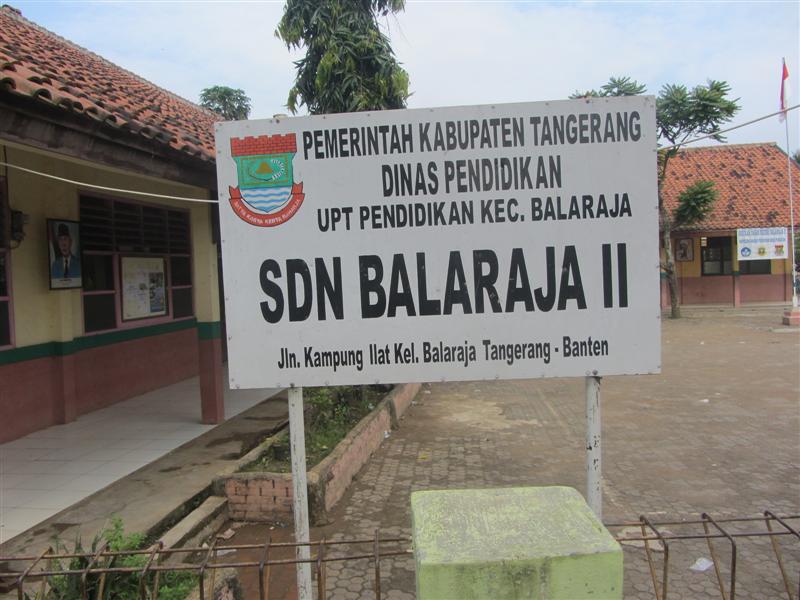 PEMERINTAH KABUPATEN TANGERANG
DINAS PENDIDIKAN
UPT PENDIDIKAN KEC. BALARAJA
SDN BALARAJA II
Jln. Kampung Ilat Kel. Balaraja Tangerang - Banten